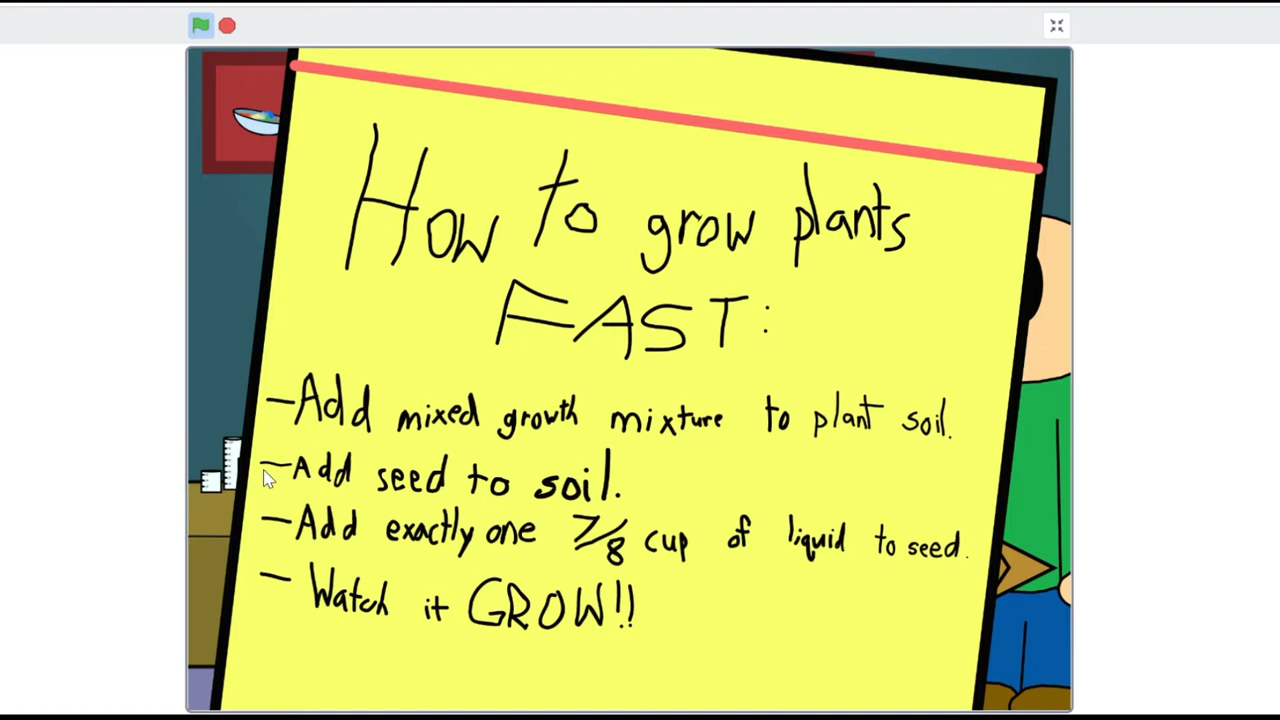 How to grow plants
FAST:
- Add mixed growth mixture to plant soil.
- Add seed to soil.
- Add exactly one 7/8 cup of liquid to seed.
- Watch it GROW!!